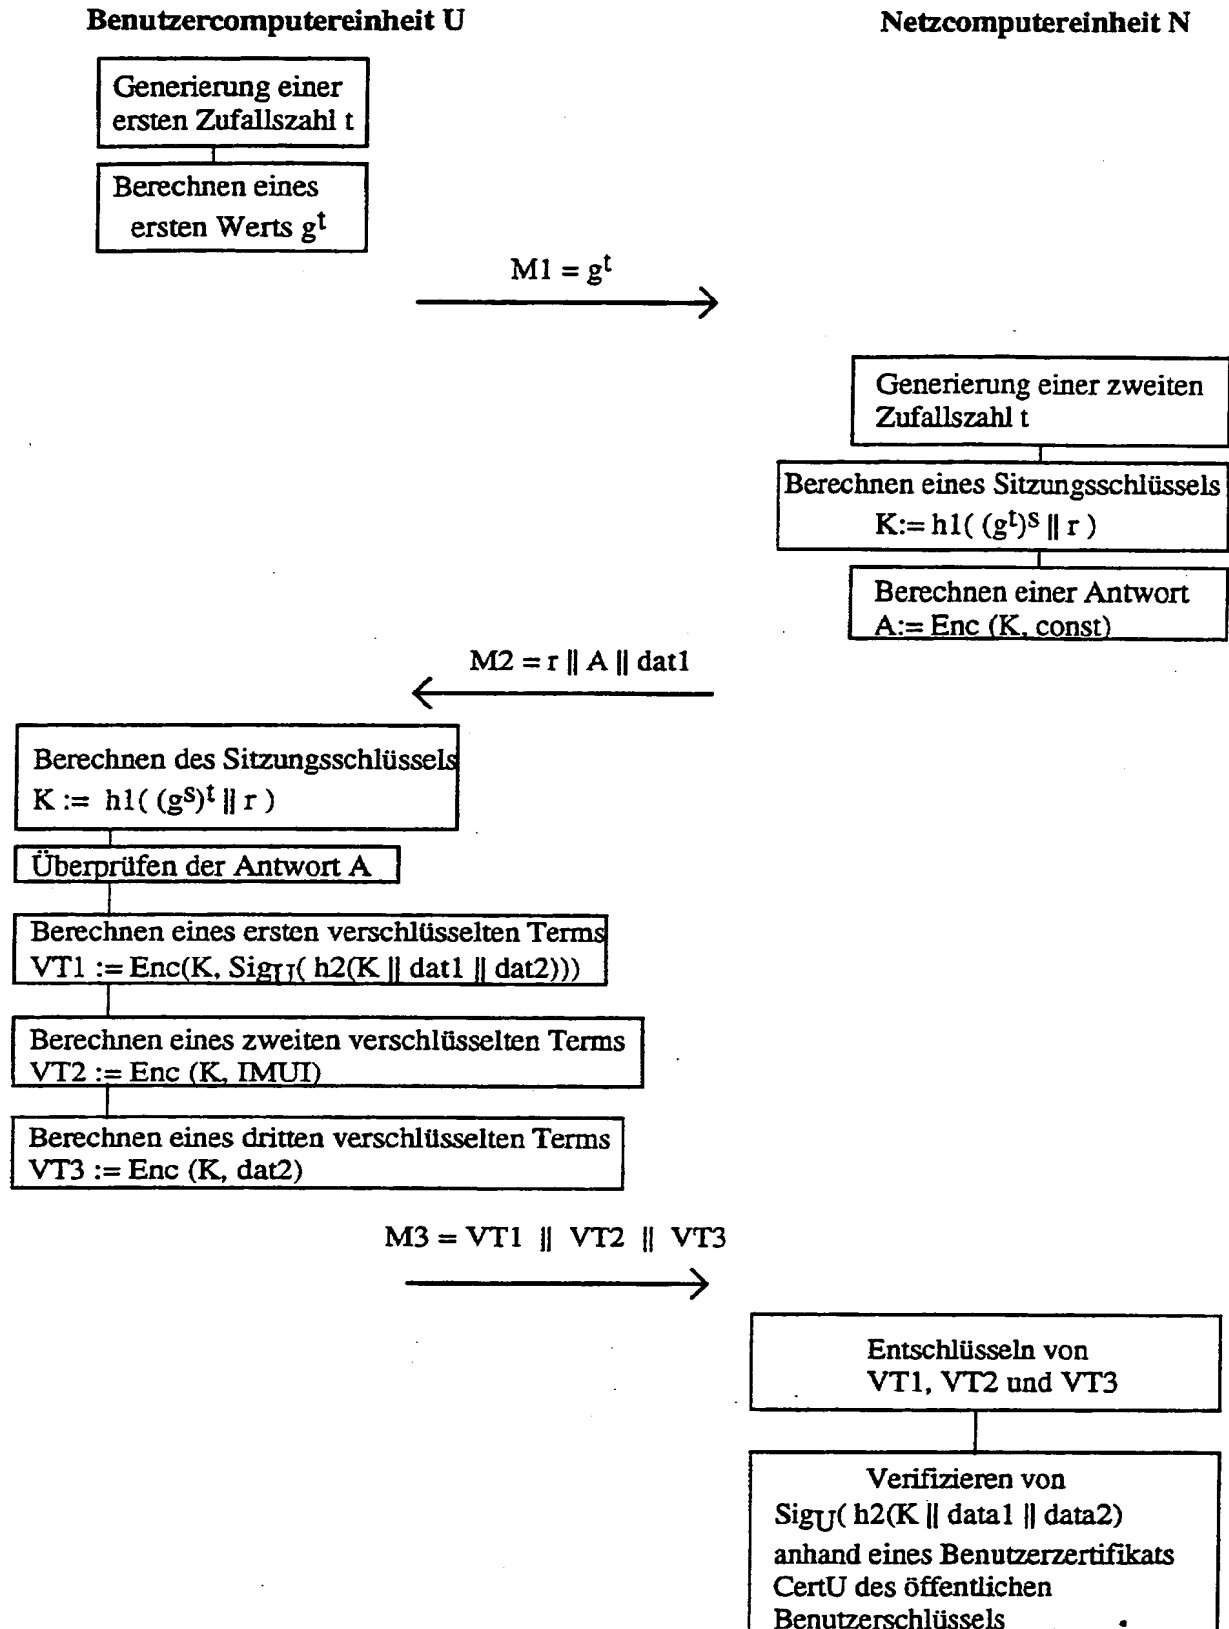 Benutzercomputereinheit U
Netzcomputereinheit N
Generierung einer
ersten Zufallszahl t
Berechnen eines
ersten Werts g^t
M1 = g^t
Generierung einer zweiten
Zufallszahl t
Berechnen eines Sitzungsschlüssels
K:= h1( (g^t)^s || r )
Berechnen einer Antwort
A:= Enc (K, const)
M2 = r || A || dat1
Berechnen des Sitzungsschlüssels
K := h1( (g^s)^t || r )
Überprüfen der Antwort A
Berechnen eines ersten verschlüsselten Terms
VT1 := Enc(K, Sig_U( h2(K || dat1 || dat2)))
Berechnen eines zweiten verschlüsselten Terms
VT2 := Enc (K, IMUI)
Berechnen eines dritten verschlüsselten Terms
VT3 := Enc (K, dat2)
M3 = VT1 || VT2 || VT3
Entschlüsseln von
VT1, VT2 und VT3
Verifizieren von
Sig_U( h2(K || data1 || data2)
anhand eines Benutzerzertifikats
CertU des öffentlichen
Benutzerschlüssels